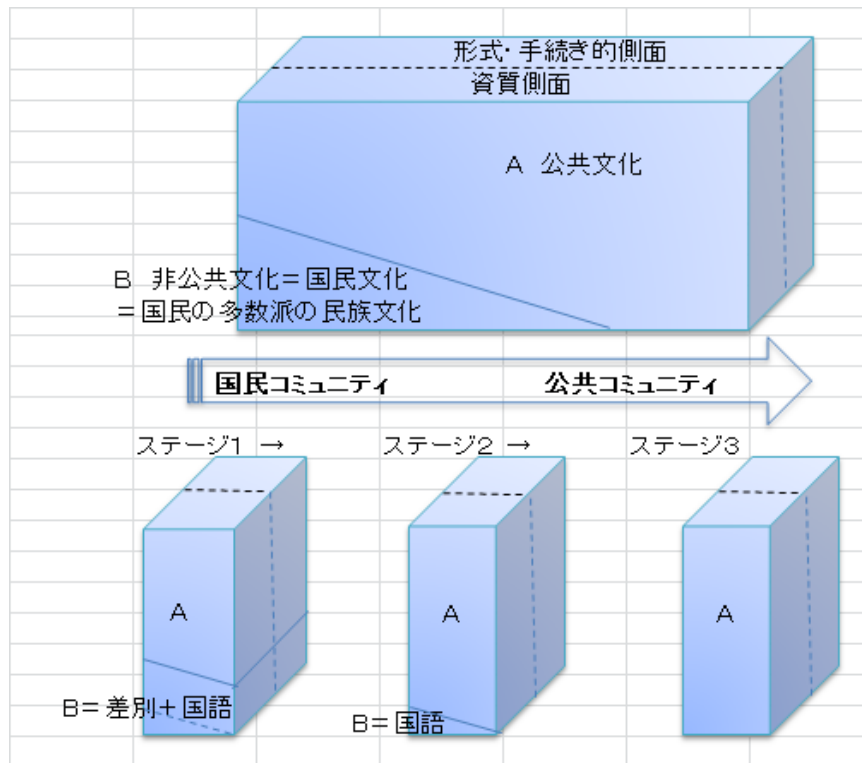 形式・手続き的側面
資質側面
A 公共文化
B 非公共文化＝国民文化
＝国民の多数派の民族文化
国民コミュニティ 公共コミュニティ
ステージ1 → ステージ2 → ステージ3
A A A
B＝差別＋国語 B＝国語